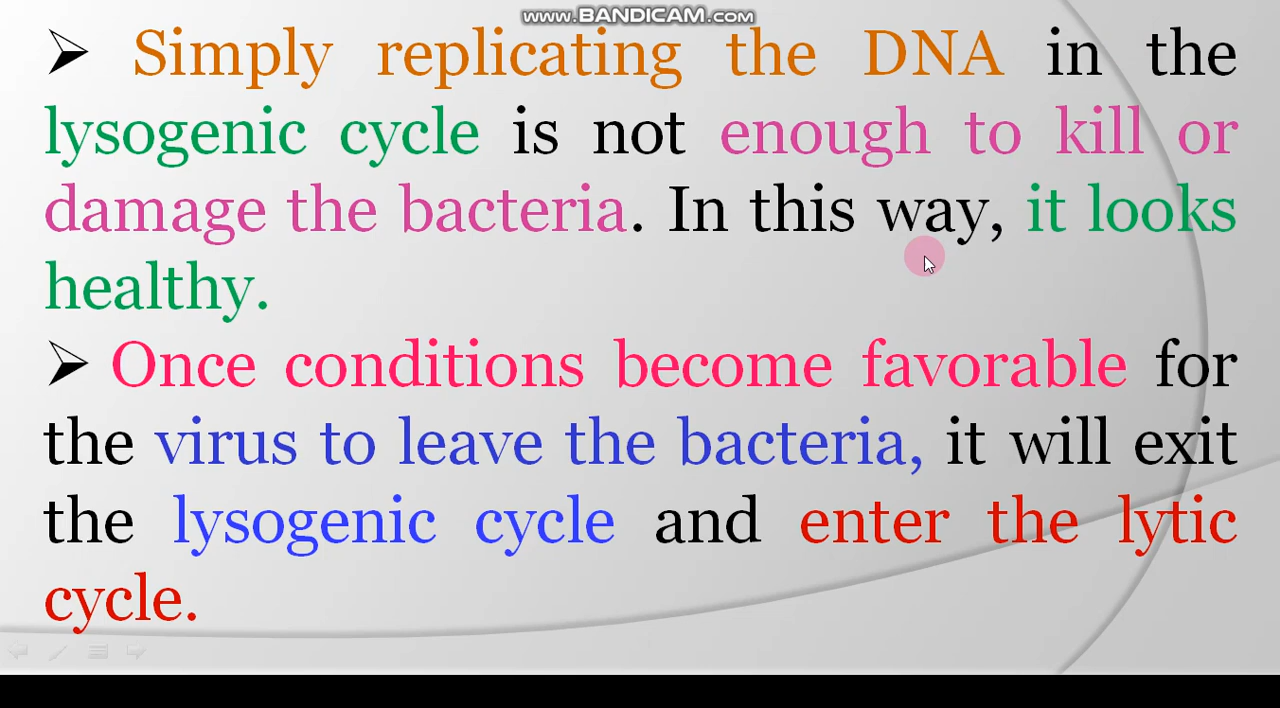 www.BANDICAM.com
➢ Simply replicating the DNA in the
lysogenic cycle is not enough to kill or
damage the bacteria. In this way, it looks
healthy.
➢ Once conditions become favorable for
the virus to leave the bacteria, it will exit
the lysogenic cycle and enter the lytic
cycle.